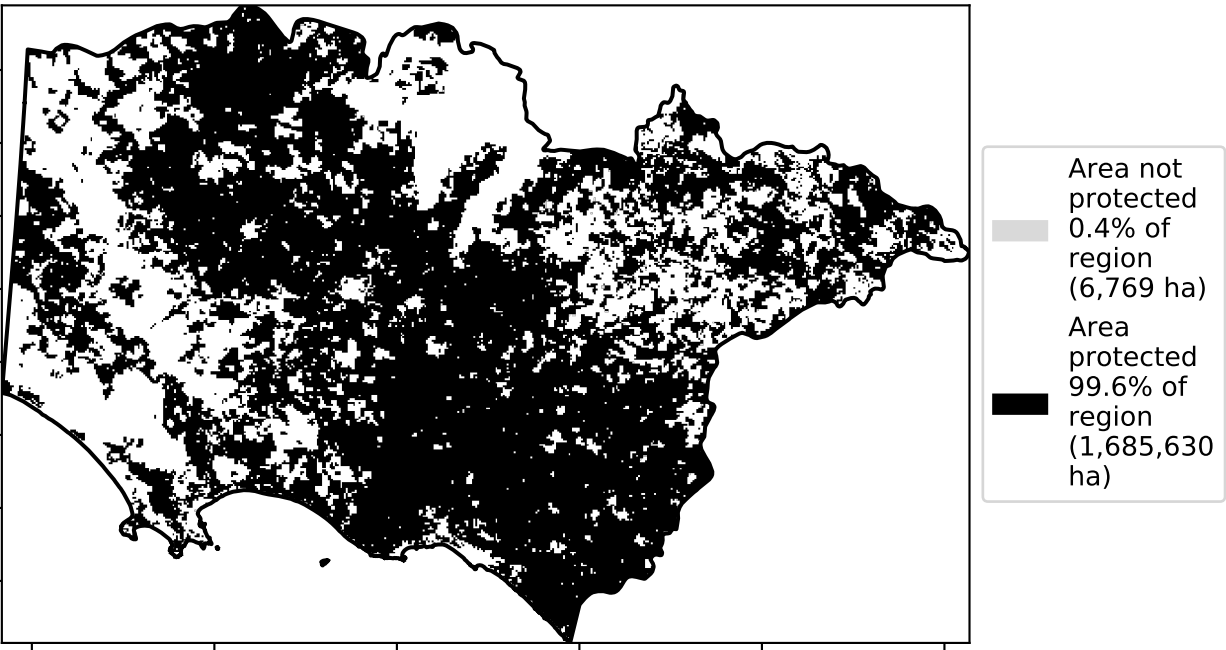 Area not
protected
0.4% of
region
(6,769 ha)
Area
protected
99.6% of
region
(1,685,630
ha)